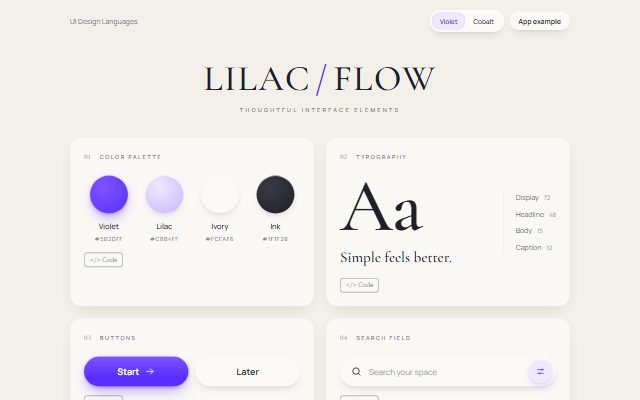 UI Design Languages
Violet
Cobalt
App example
LILAC / FLOW
THOUGHTFUL INTERFACE ELEMENTS
01 COLOR PALETTE
Violet
Lilac
Ivory
Ink
#5B2DFF
#C8B4FF
#FCFAF6
#1F1F28
</> Code
02 TYPOGRAPHY
Aa
Simple feels better.
</> Code
Display 72
Headline 48
Body 15
Caption 12
03 BUTTONS
Start →
Later
04 SEARCH FIELD
Search your space